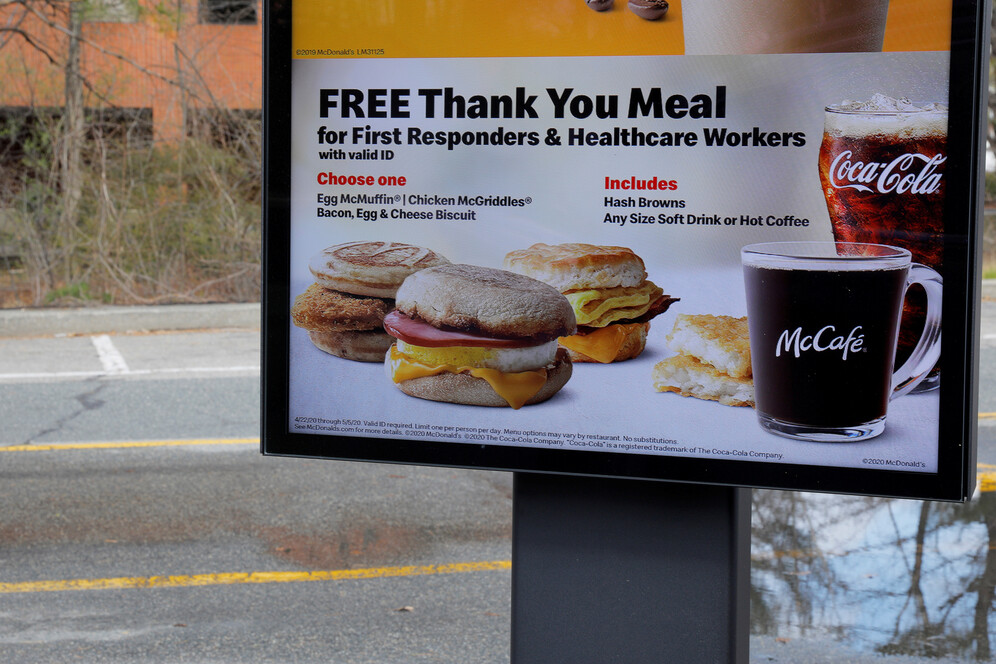 ©2019 McDonald's LM31125
FREE Thank You Meal
for First Responders & Healthcare Workers
with valid ID
Choose one
Egg McMuffin® | Chicken McGriddles®
Bacon, Egg & Cheese Biscuit
Includes
Hash Browns
Any Size Soft Drink or Hot Coffee
Coca-Cola
McCafé®
4/22/20 through 5/5/20. Valid ID required. Limit one per person per day. Menu options may vary by restaurant. No substitutions.
See McDonalds.com for more details. ©2020 McDonald's. ©2020 The Coca-Cola Company. "Coca-Cola" is a registered trademark of The Coca-Cola Company.
©2020 McDonald's